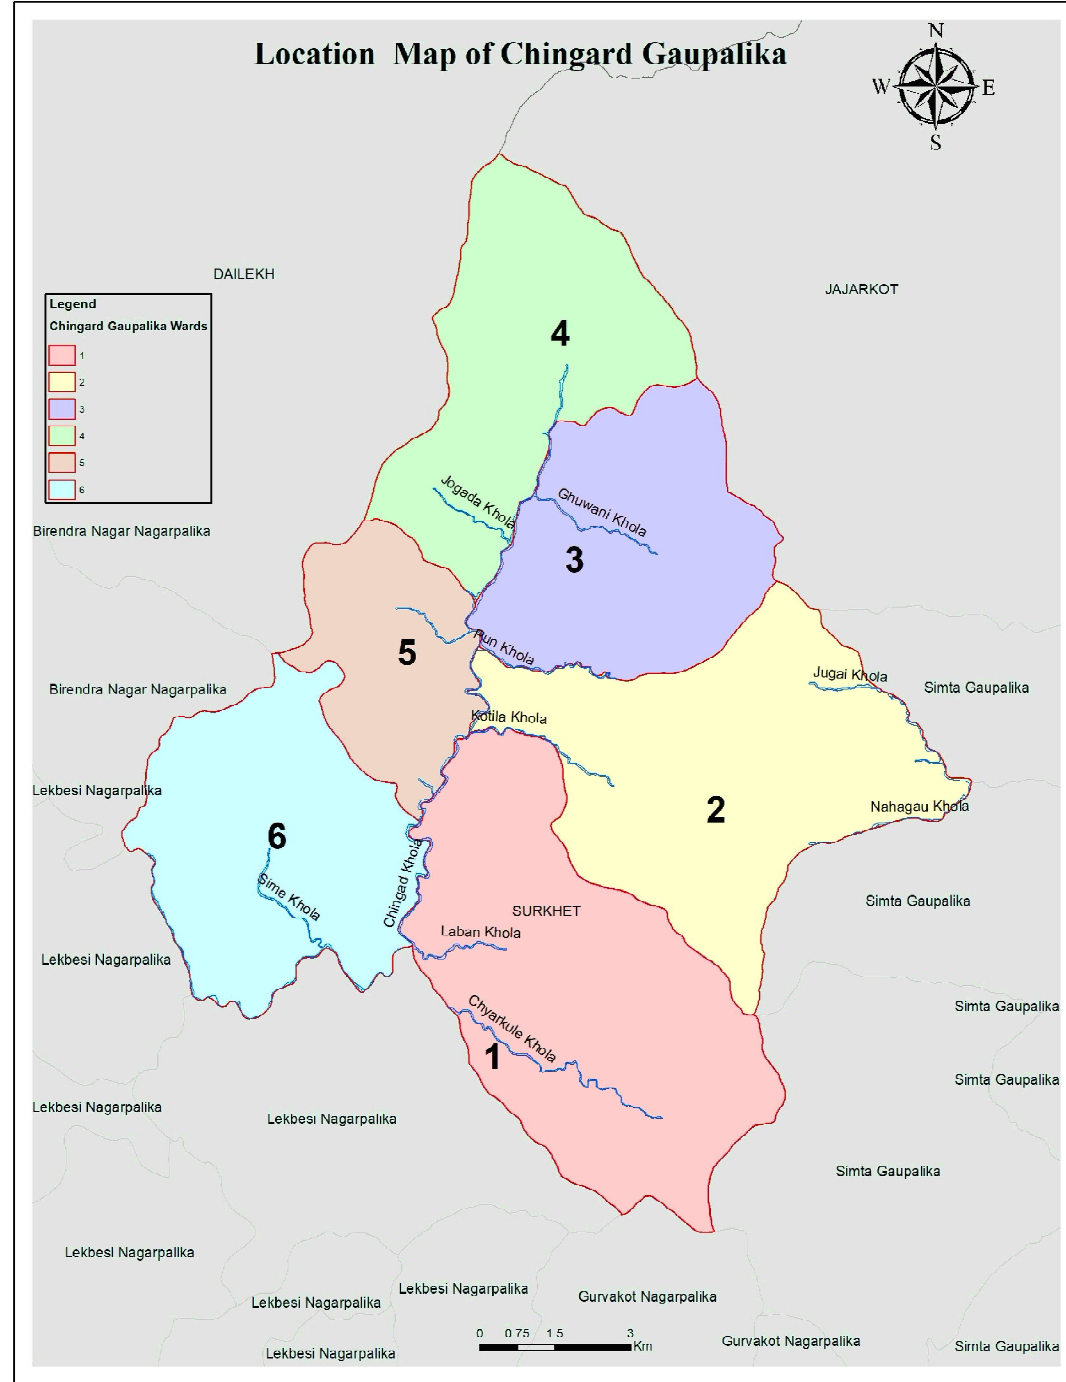 Location Map of Chingard Gaupalika
N
W
E
S
DAILEKH
JAJARKOT
Legend
Chingard Gaupalika Wards
1
2
3
4
5
6
4
Jogada Khola
Ghuwani Khola
Birendra Nagar Nagarpalika
3
Run Khola
5
Jugai Khola
Birendra Nagar Nagarpalika
Simta Gaupalika
Kotila Khola
Lekbesi Nagarpalika
2
Nahagau Khola
6
Chingad Khola
Sime Khola
SURKHET
Simta Gaupalika
Laban Khola
Lekbesi Nagarpalika
Chyarkule Khola
Simta Gaupalika
1
Simta Gaupalika
Lekbesi Nagarpalika
Lekbesi Nagarpalika
Simta Gaupalika
Lekbesi Nagarpalika
Lekbesi Nagarpalika
Gurvakot Nagarpalika
Lekbesi Nagarpalika
0 0.75 1.5 3
Km
Gurvakot Nagarpalika
Simta Gaupalika
Lekbesi Nagarpalika